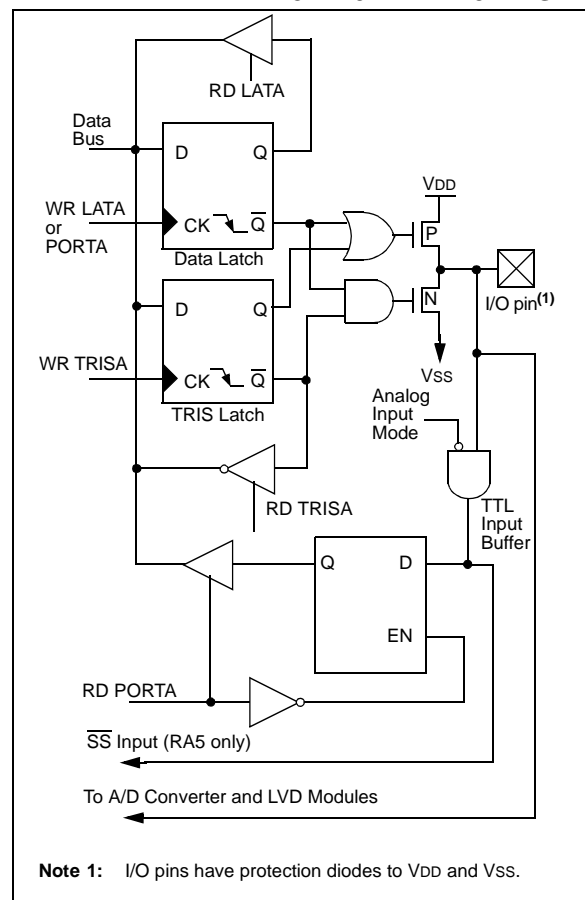 RD LATA
Data
Bus
D Q
VDD
WR LATA
or
PORTA
CK Q
P
Data Latch
D Q
N
I/O pin(1)
WR TRISA
CK Q
VSS
TRIS Latch
Analog
Input
Mode
TTL
Input
Buffer
RD TRISA
Q D
EN
RD PORTA
SS Input (RA5 only)
To A/D Converter and LVD Modules
Note 1: I/O pins have protection diodes to VDD and VSS.